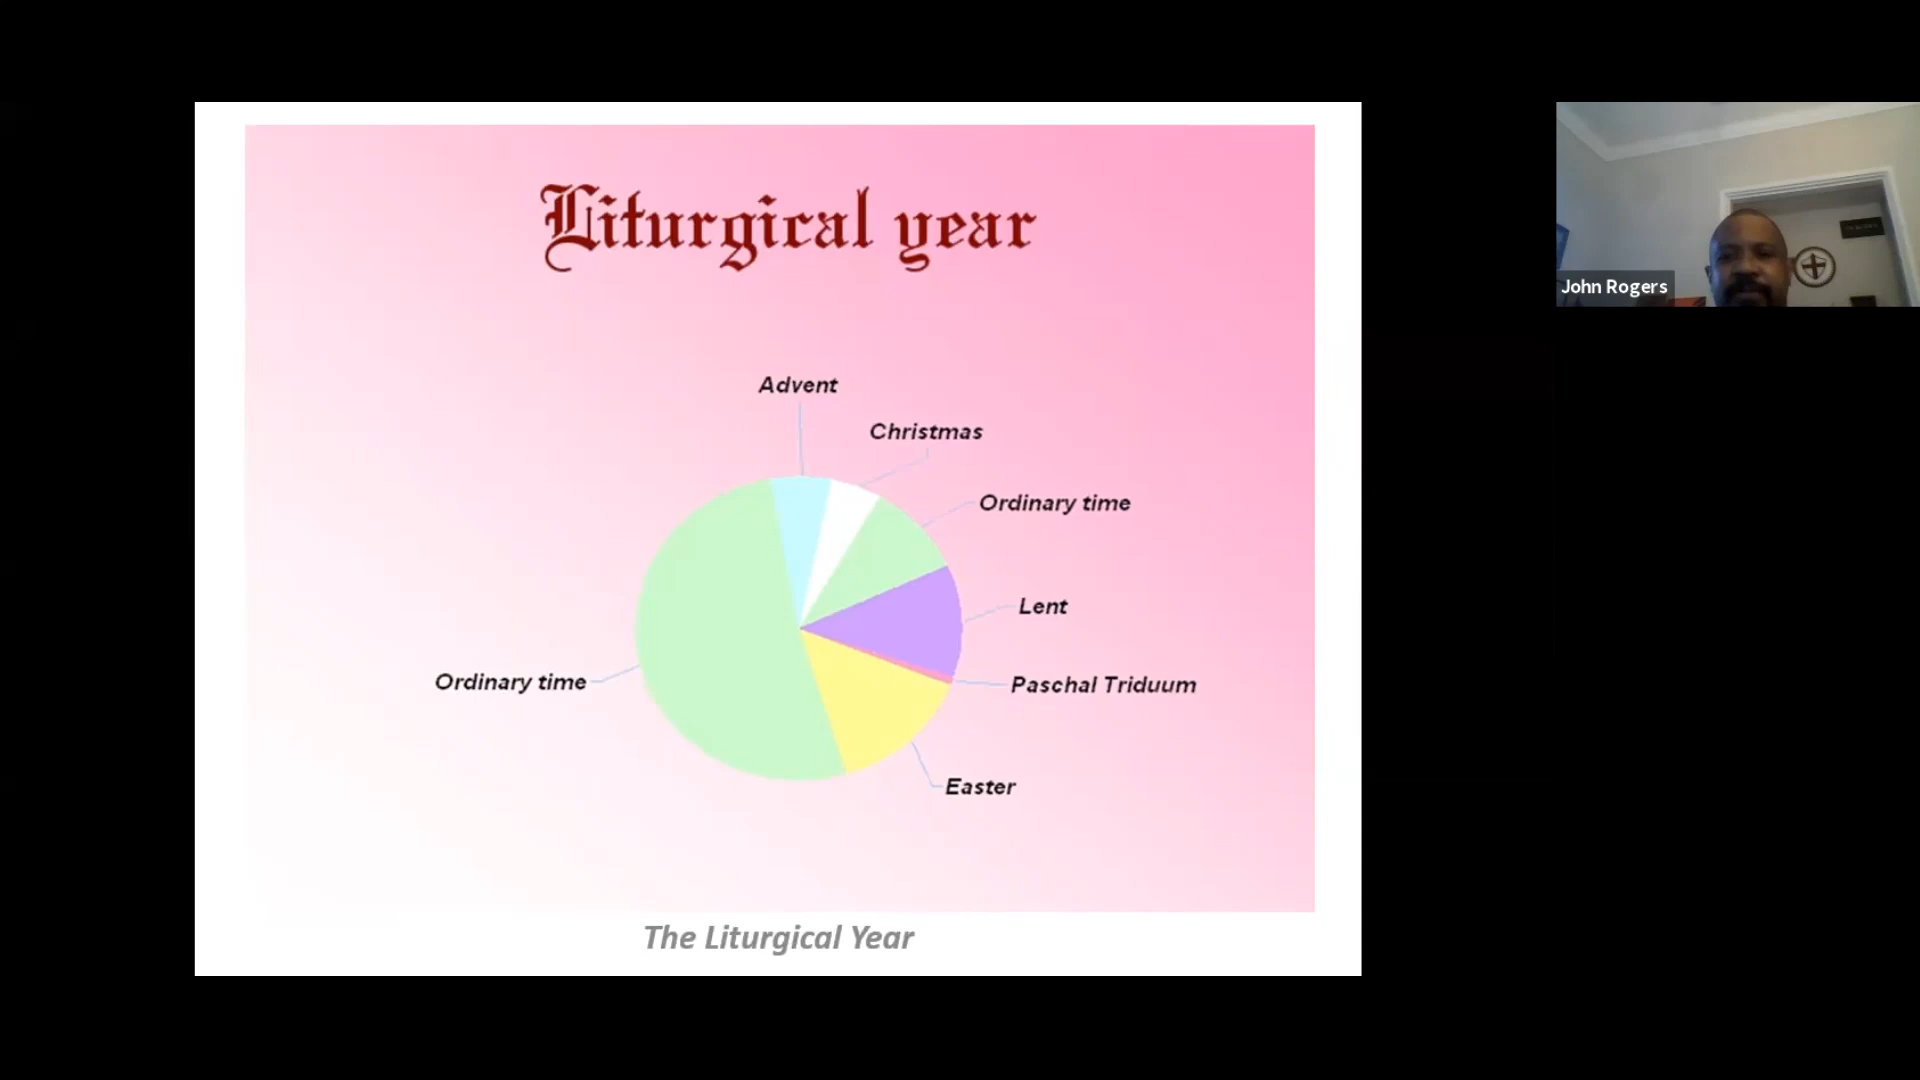 Liturgical year
Advent
Christmas
Ordinary time
Lent
Ordinary time
Paschal Triduum
Easter
The Liturgical Year
John Rogers